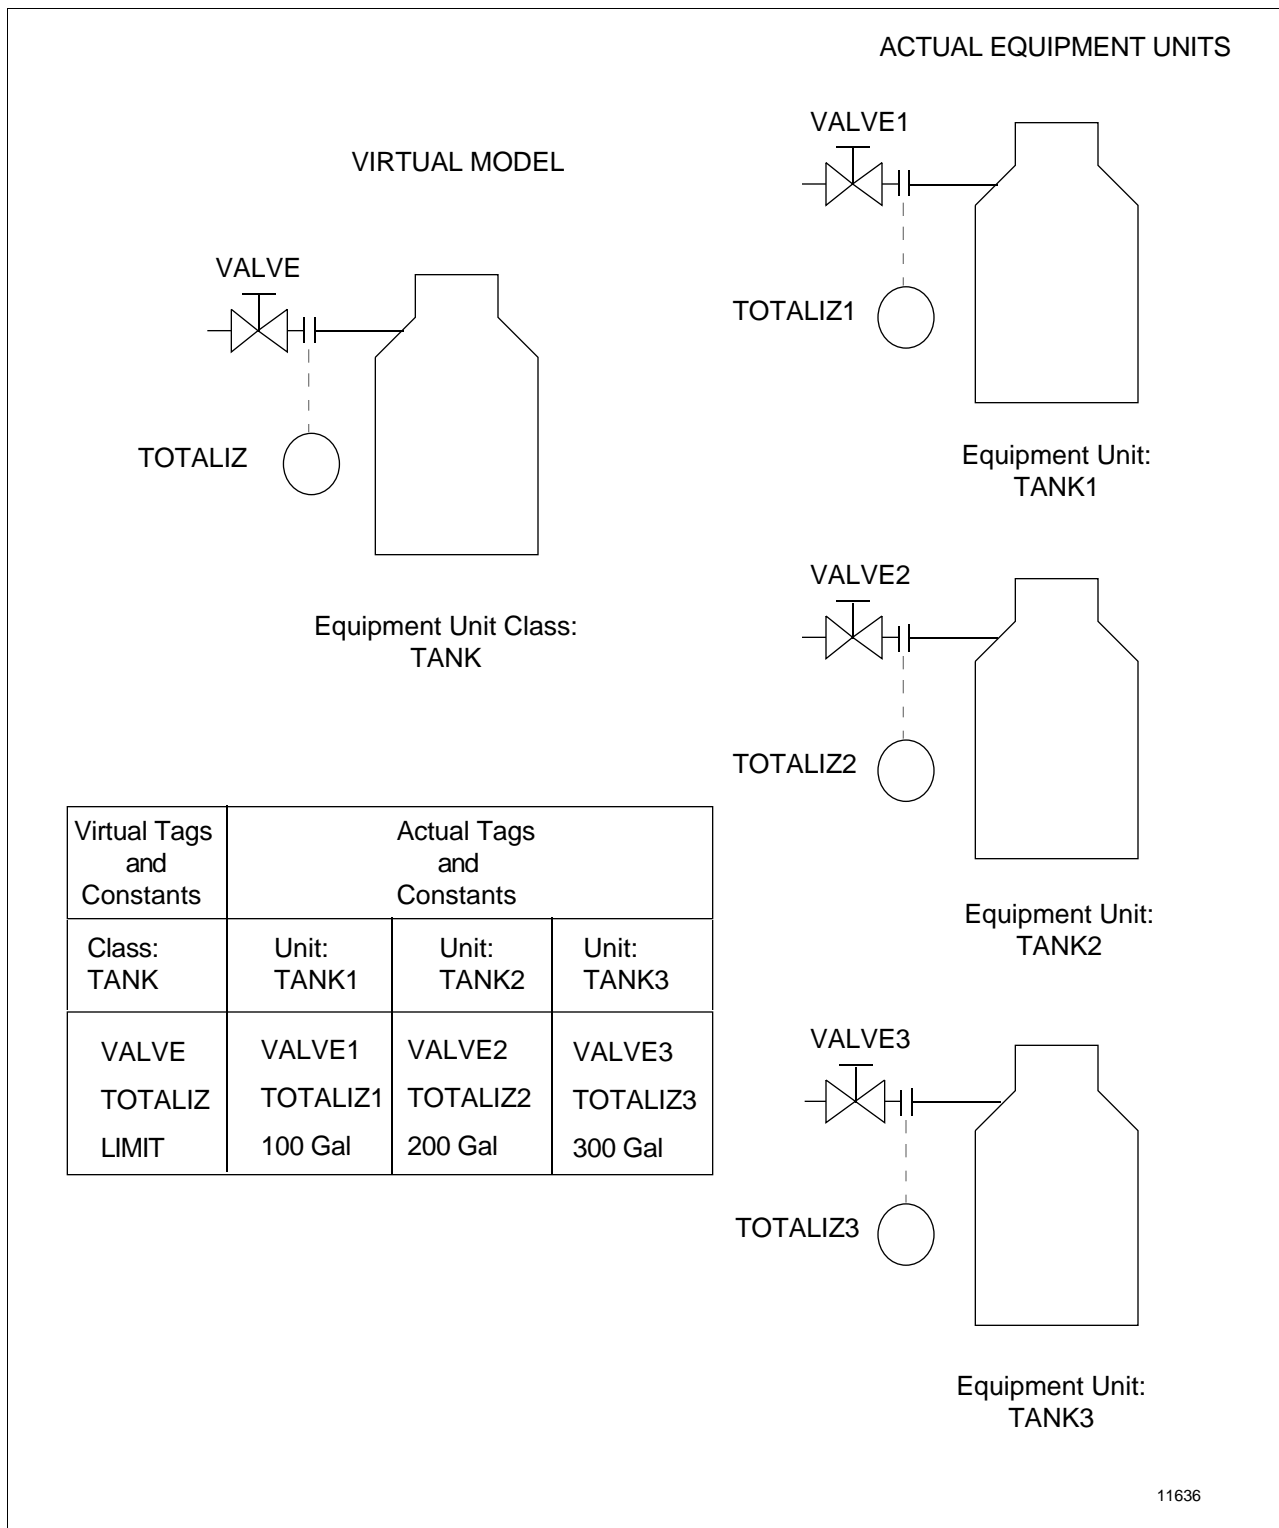 ACTUAL EQUIPMENT UNITS
VIRTUAL MODEL
VALVE
TOTALIZ
Equipment Unit Class:
TANK
VALVE1
TOTALIZ1
Equipment Unit:
TANK1
VALVE2
TOTALIZ2
Equipment Unit:
TANK2
VALVE3
TOTALIZ3
Equipment Unit:
TANK3
Virtual Tags
and
Constants
Actual Tags
and
Constants
Class:
TANK
Unit:
TANK1
Unit:
TANK2
Unit:
TANK3
VALVE VALVE1 VALVE2 VALVE3
TOTALIZ TOTALIZ1 TOTALIZ2 TOTALIZ3
LIMIT 100 Gal 200 Gal 300 Gal
11636